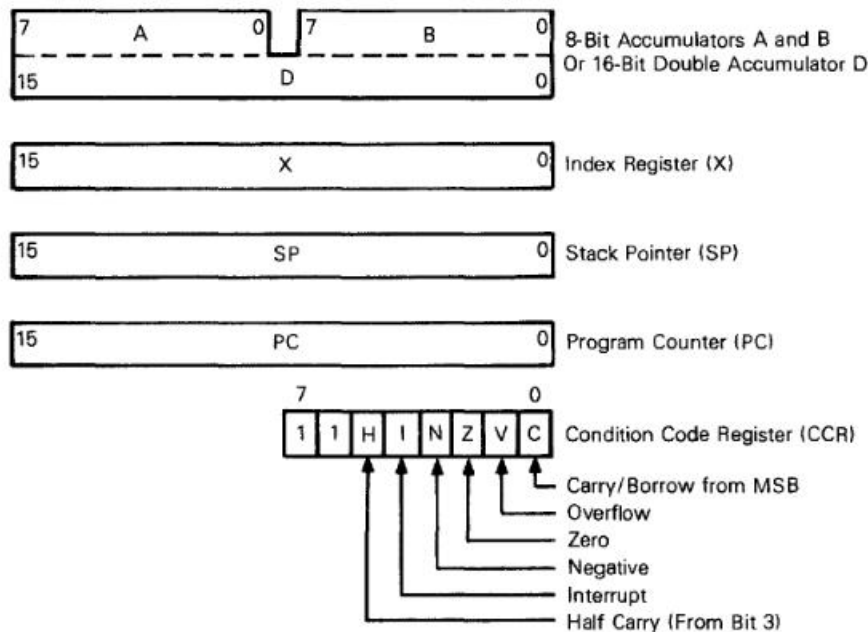 7 A 0 7 B 0
8-Bit Accumulators A and B
15 D 0
Or 16-Bit Double Accumulator D
15 X 0 Index Register (X)
15 SP 0 Stack Pointer (SP)
15 PC 0 Program Counter (PC)
7 0
1 1 H I N Z V C Condition Code Register (CCR)
Carry/Borrow from MSB
Overflow
Zero
Negative
Interrupt
Half Carry (From Bit 3)